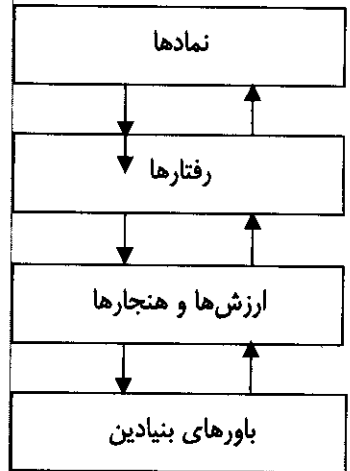 نمادها
رفتارها
ارزش‌ها و هنجارها
باورهای بنیادین